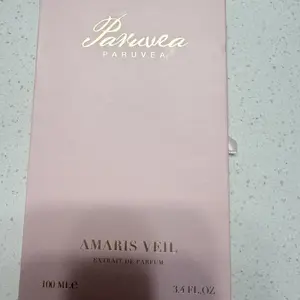 Paruvea
PARUVEA
AMARIS VEIL
EXTRAIT DE PARFUM
100 ML℮
3.4 FL.OZ